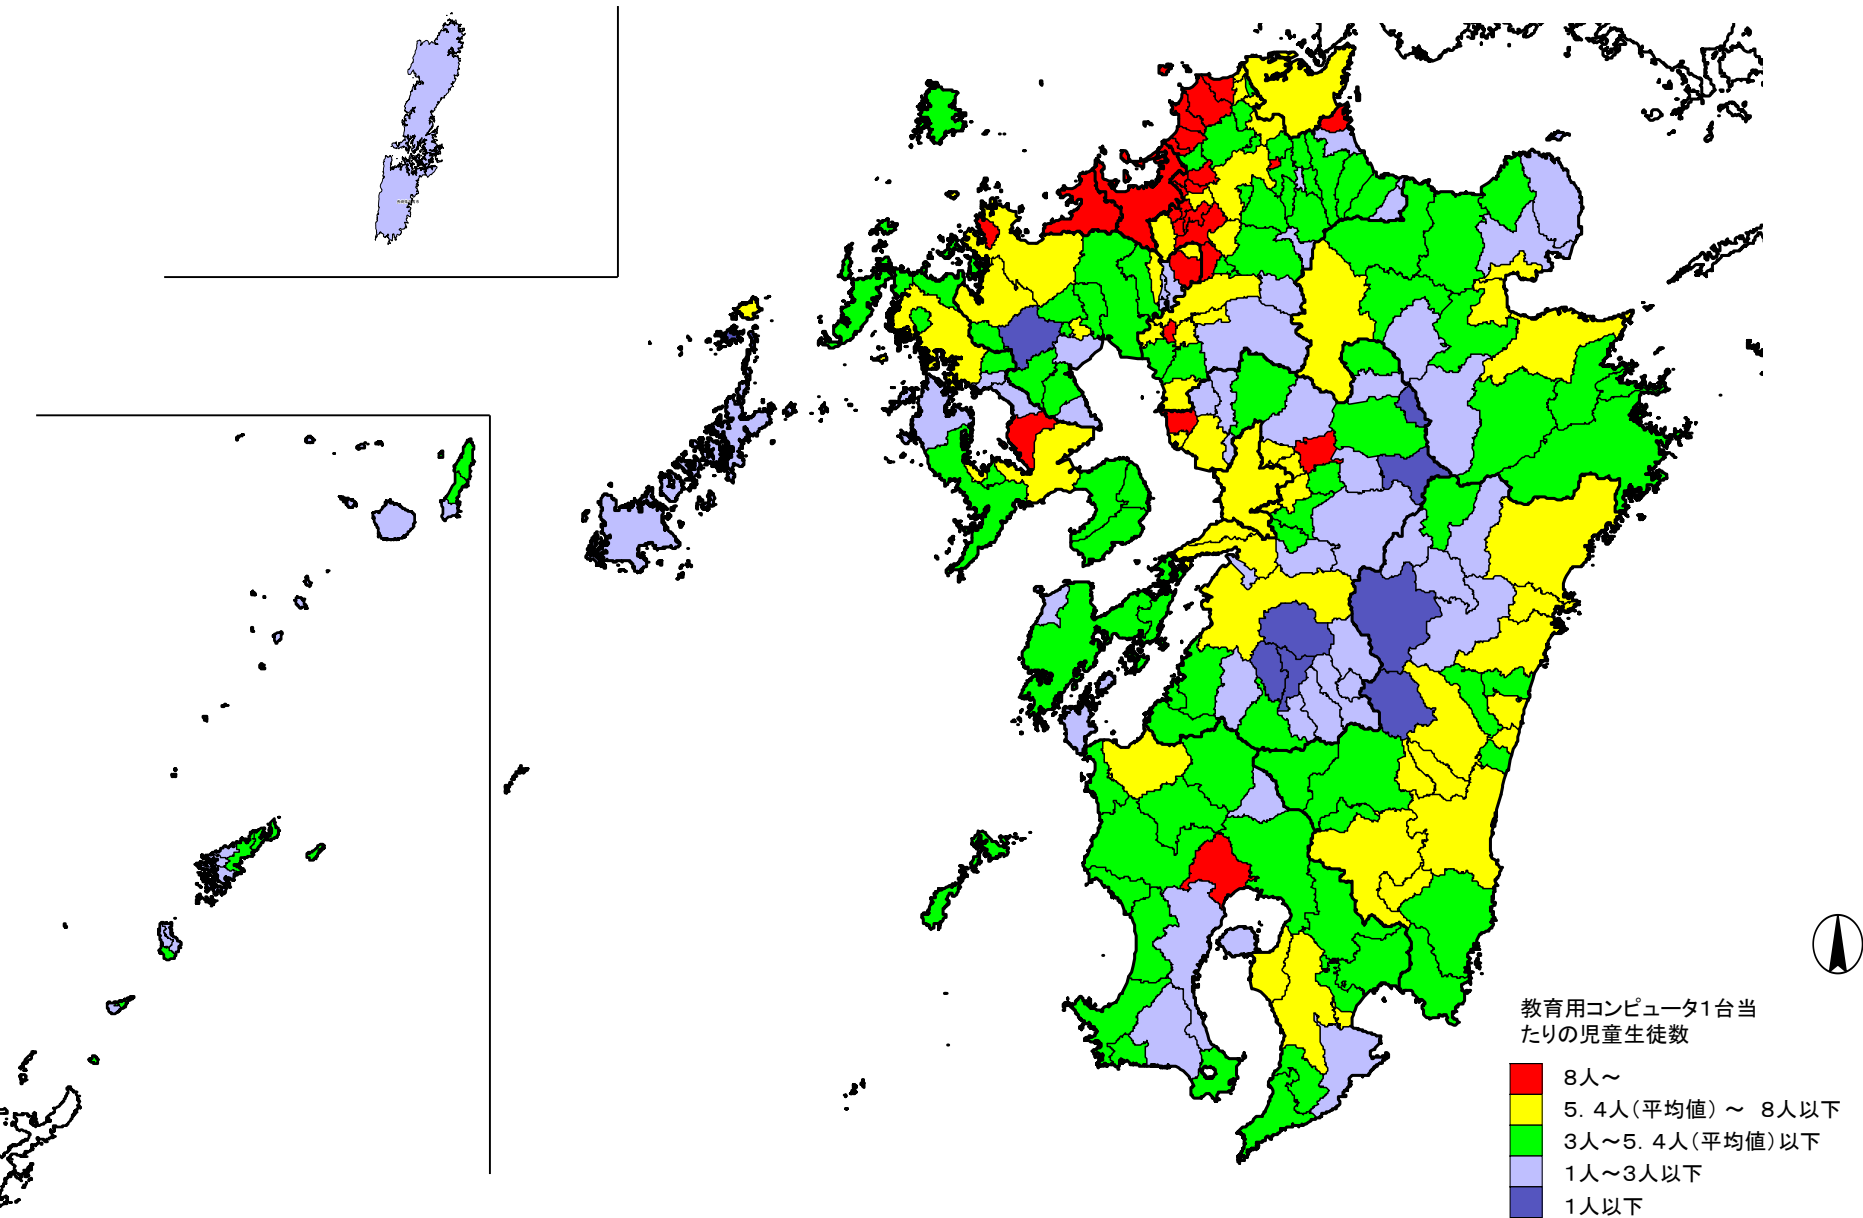 教育用コンピュータ1台当
たりの児童生徒数
8人～
5．4人（平均値）～ 8人以下
3人～5．4人（平均値）以下
1人～3人以下
1人以下